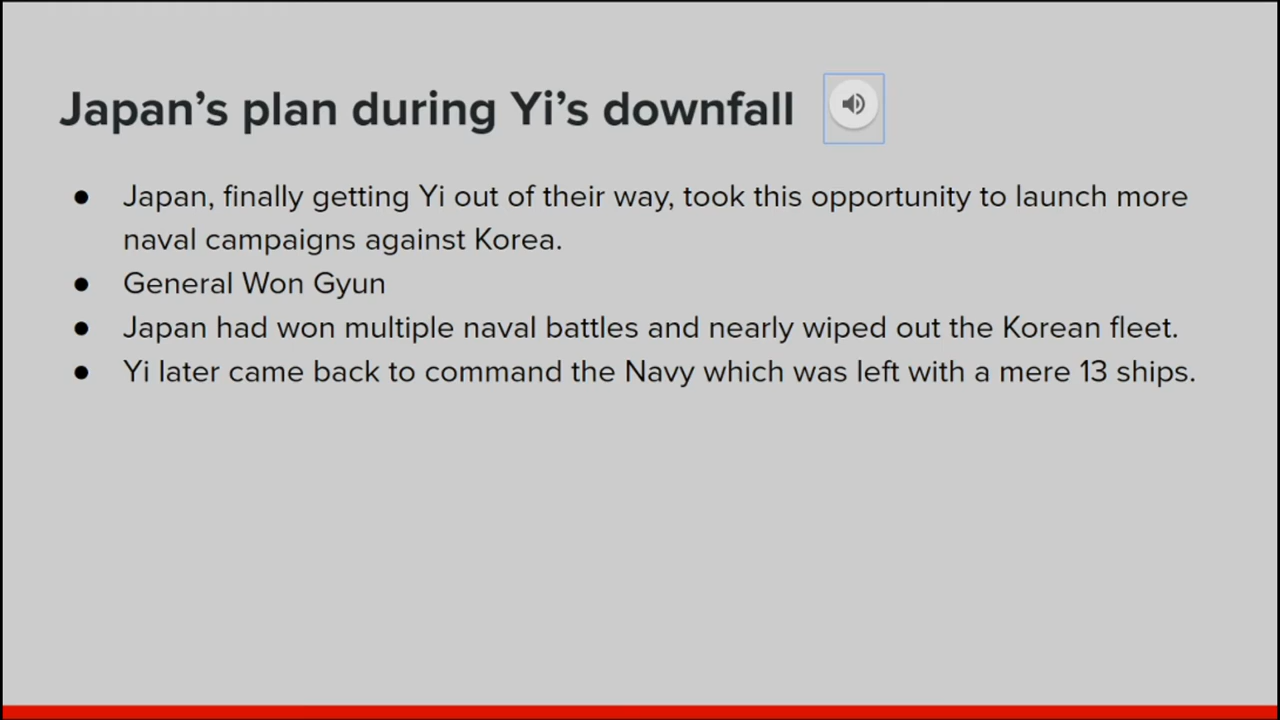 Japan’s plan during Yi’s downfall
● Japan, finally getting Yi out of their way, took this opportunity to launch more
naval campaigns against Korea.
● General Won Gyun
● Japan had won multiple naval battles and nearly wiped out the Korean fleet.
● Yi later came back to command the Navy which was left with a mere 13 ships.